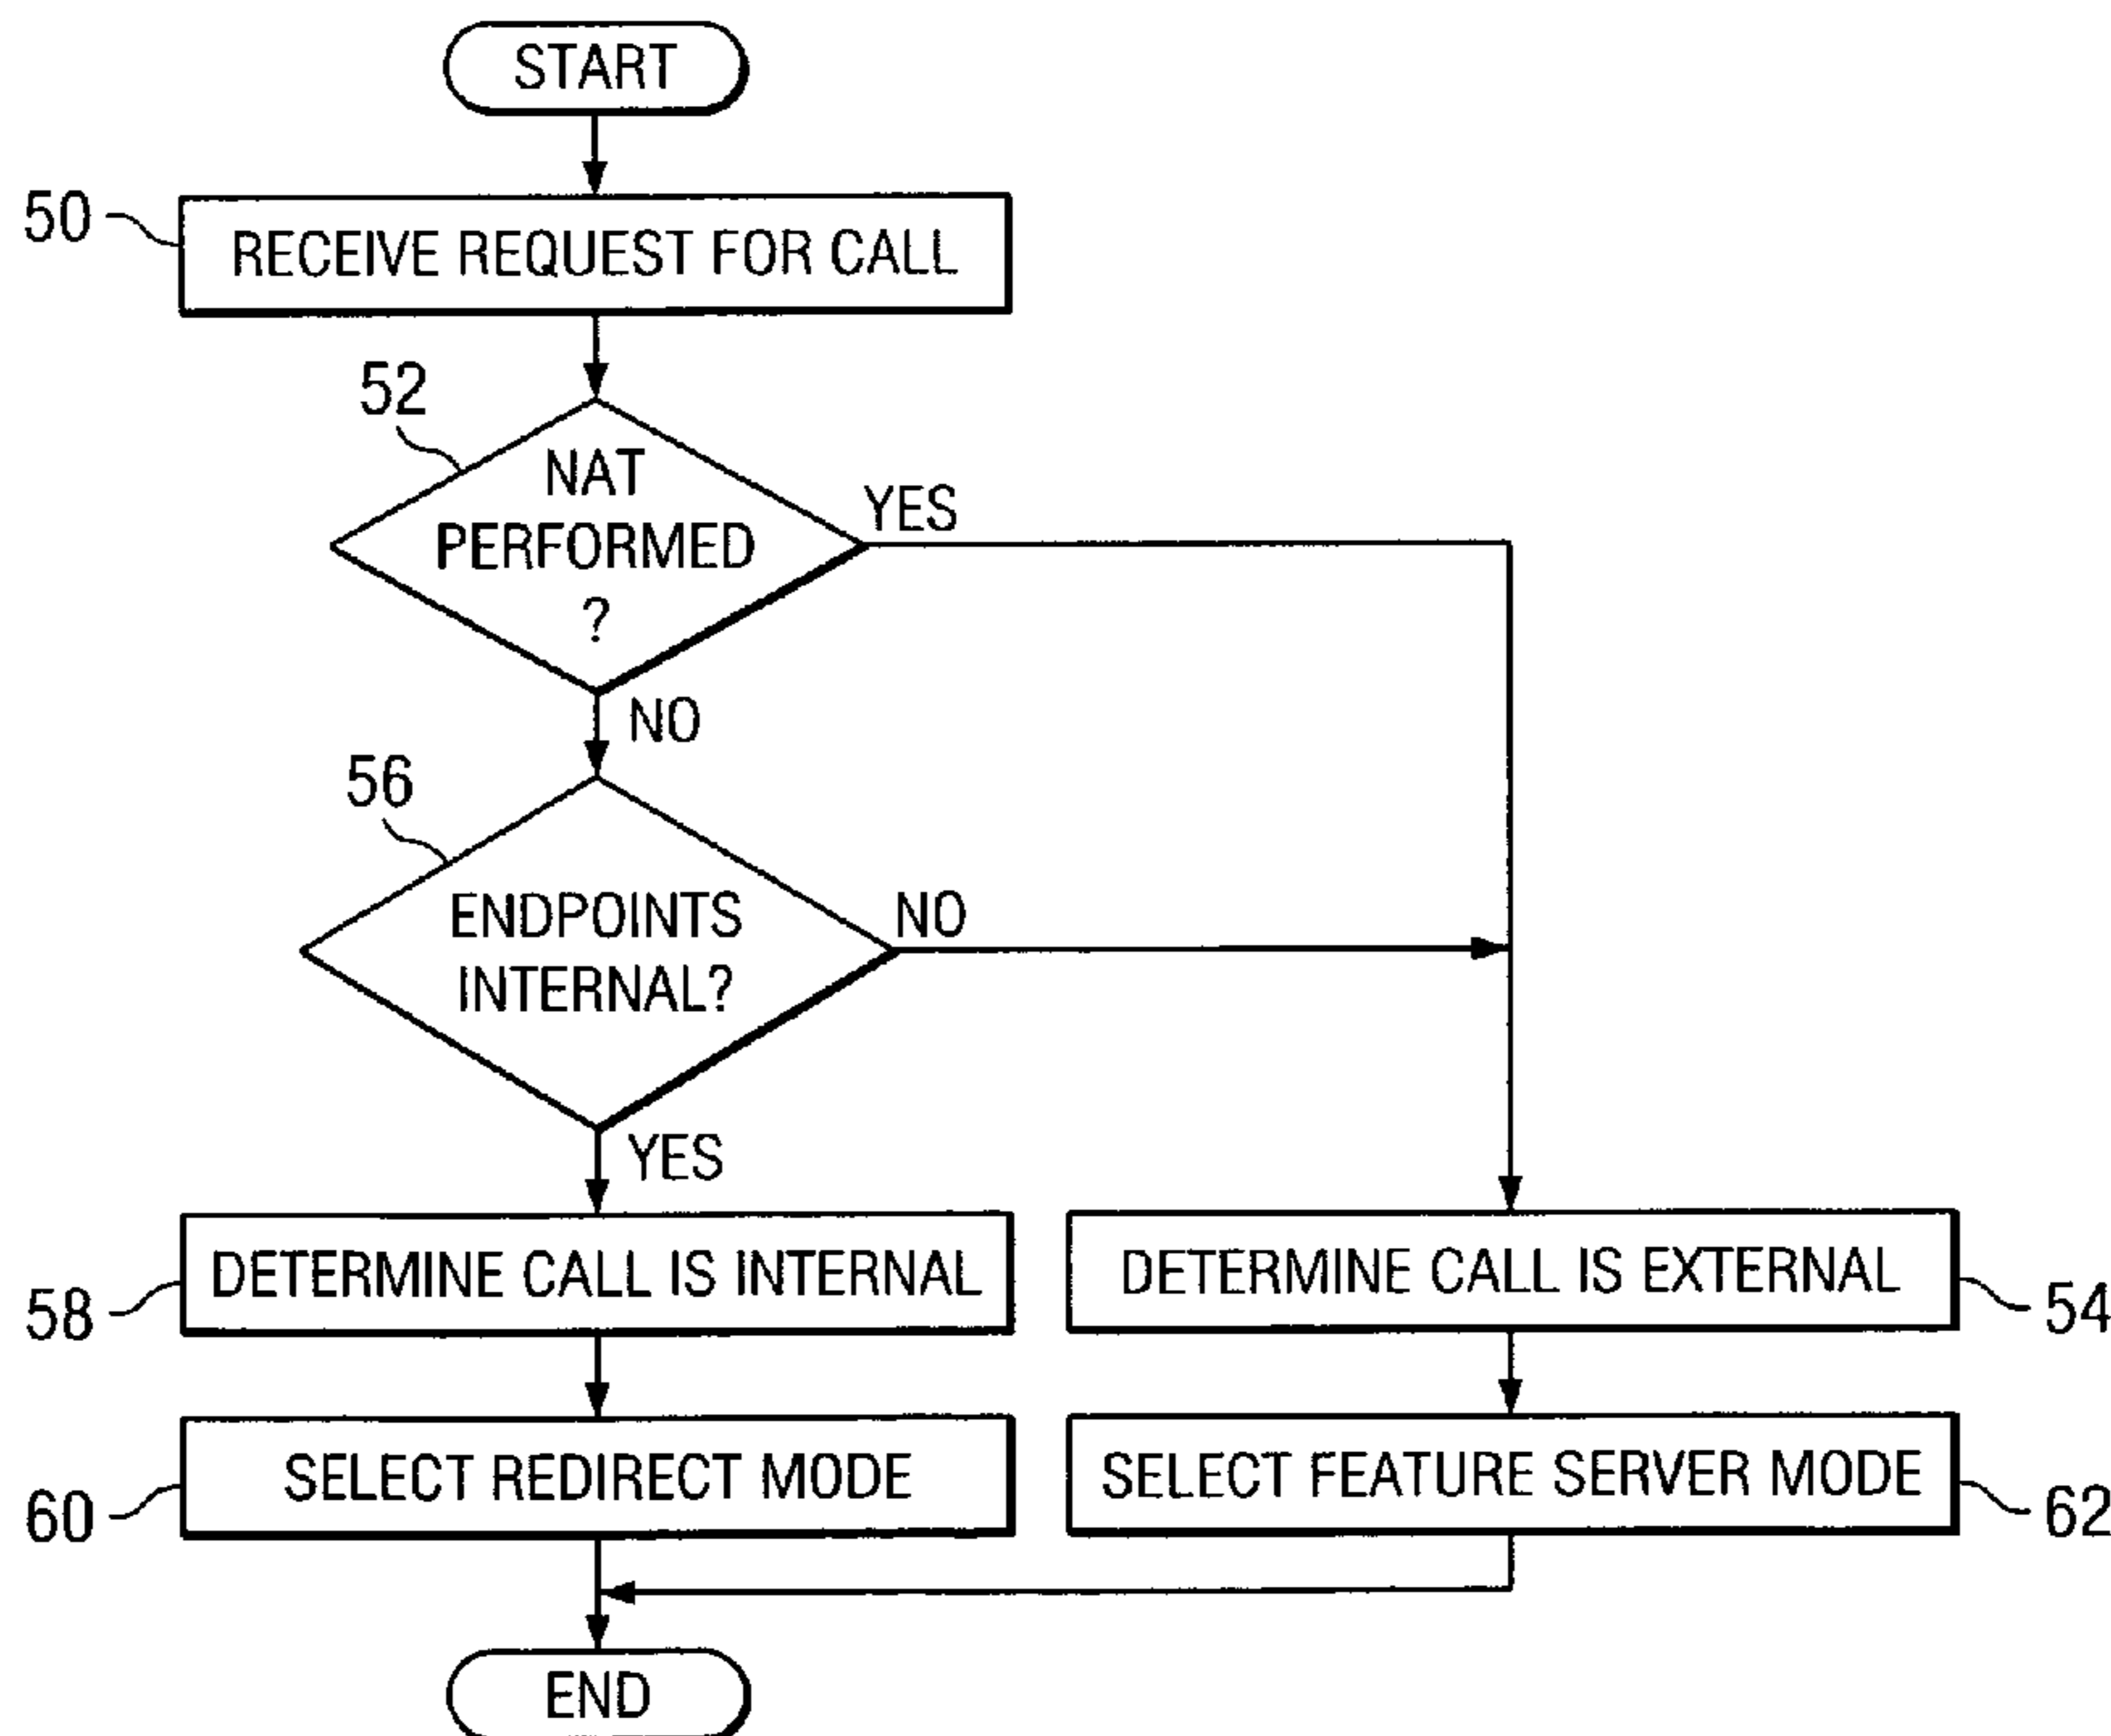 START
50
RECEIVE REQUEST FOR CALL
52
NAT
PERFORMED
?
YES
NO
56
ENDPOINTS
INTERNAL?
NO
YES
58
DETERMINE CALL IS INTERNAL
DETERMINE CALL IS EXTERNAL
54
60
SELECT REDIRECT MODE
SELECT FEATURE SERVER MODE
62
END